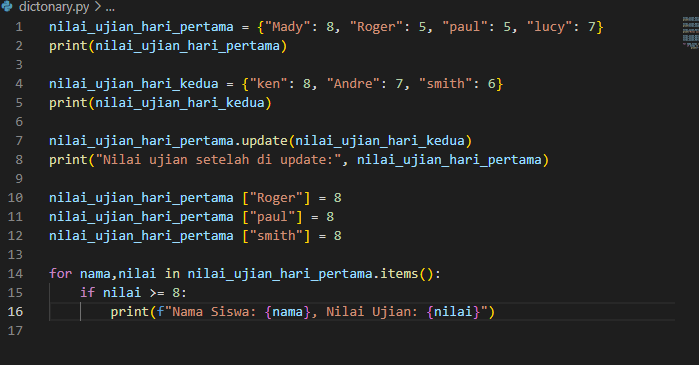 dictonary.py > ...
1 nilai_ujian_hari_pertama = {"Mady": 8, "Roger": 5, "paul": 5, "lucy": 7}
2 print(nilai_ujian_hari_pertama)
3
4 nilai_ujian_hari_kedua = {"ken": 8, "Andre": 7, "smith": 6}
5 print(nilai_ujian_hari_kedua)
6
7 nilai_ujian_hari_pertama.update(nilai_ujian_hari_kedua)
8 print("Nilai ujian setelah di update:", nilai_ujian_hari_pertama)
9
10 nilai_ujian_hari_pertama ["Roger"] = 8
11 nilai_ujian_hari_pertama ["paul"] = 8
12 nilai_ujian_hari_pertama ["smith"] = 8
13
14 for nama,nilai in nilai_ujian_hari_pertama.items():
15     if nilai >= 8:
16         print(f"Nama Siswa: {nama}, Nilai Ujian: {nilai}")
17